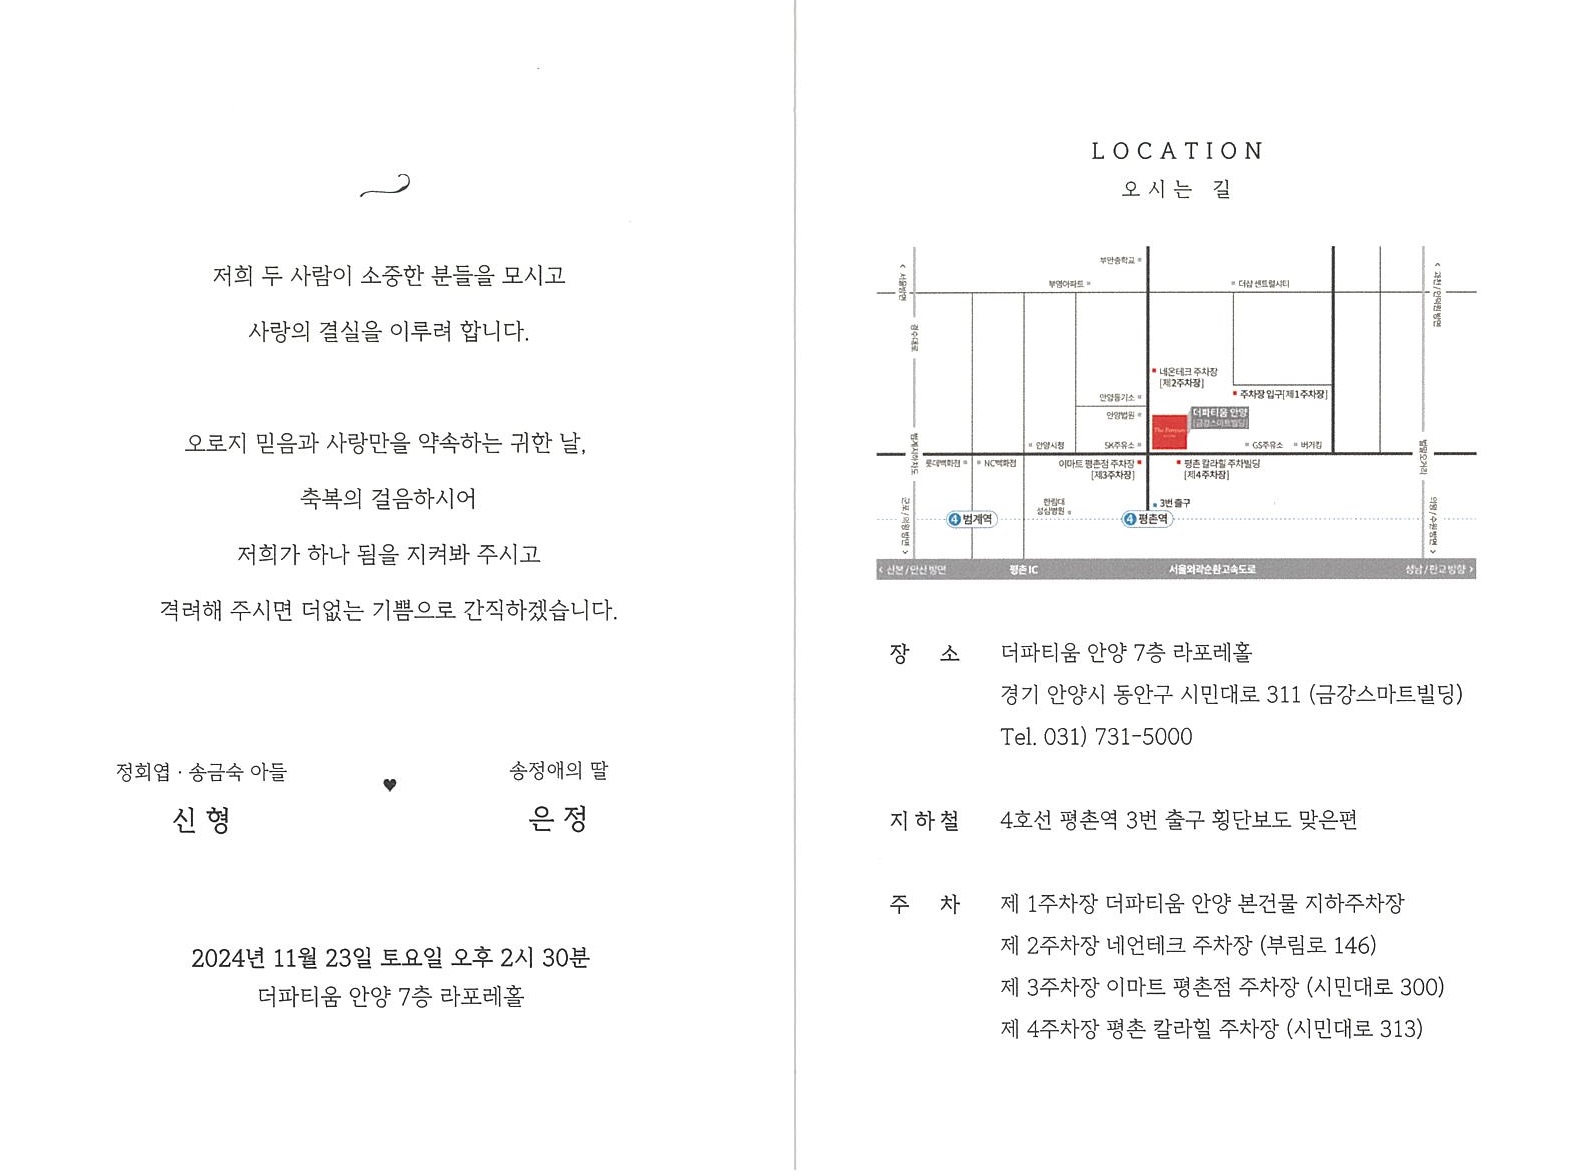 저희 두 사람이 소중한 분들을 모시고
사랑의 결실을 이루려 합니다.
오로지 믿음과 사랑만을 약속하는 귀한 날,
축복의 걸음하시어
저희가 하나 됨을 지켜봐 주시고
격려해 주시면 더없는 기쁨으로 간직하겠습니다.
정회엽 · 송금숙 아들
신형
♥
송정애의 딸
은정
2024년 11월 23일 토요일 오후 2시 30분
더파티움 안양 7층 라포레홀
LOCATION
오시는 길
부안중학교
부영아파트
더샵 센트럴시티
< 서울방면
경수대로
범계지하차도
군포 / 의왕 방면 >
< 과천 / 인덕원 방면
벌말오거리
의왕 / 수원 방면 >
네온테크 주차장
[제2주차장]
주차장 입구[제1주차장]
안양등기소
안양법원
더파티움 안양
[금강스마트빌딩]
안양시청
SK주유소
GS주유소
버거킹
롯데백화점
NC백화점
이마트 평촌점 주차장
[제3주차장]
평촌 칼라힐 주차빌딩
[제4주차장]
한림대
성심병원
3번 출구
4 범계역
4 평촌역
< 산본 / 안산 방면
평촌 IC
서울외곽순환고속도로
성남 / 판교 방향 >
장 소
더파티움 안양 7층 라포레홀
경기 안양시 동안구 시민대로 311 (금강스마트빌딩)
Tel. 031) 731-5000
지하철
4호선 평촌역 3번 출구 횡단보도 맞은편
주 차
제 1주차장 더파티움 안양 본건물 지하주차장
제 2주차장 네언테크 주차장 (부림로 146)
제 3주차장 이마트 평촌점 주차장 (시민대로 300)
제 4주차장 평촌 칼라힐 주차장 (시민대로 313)